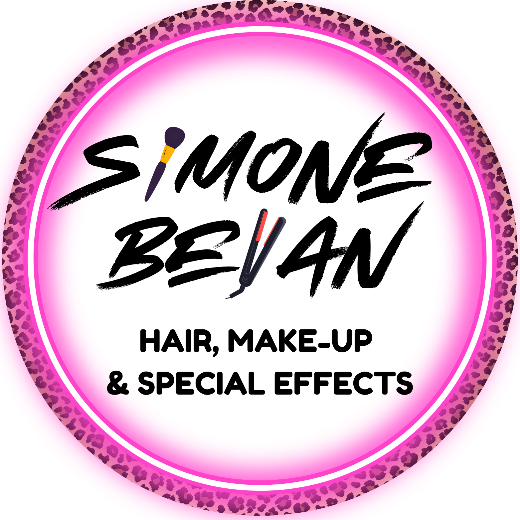 SIMONE
BEVAN
HAIR, MAKE-UP
& SPECIAL EFFECTS